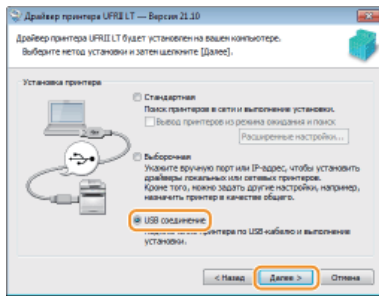 Драйвер принтера UFRII LT — Версия 21.10
Драйвер принтера UFRII LT будет установлен на вашем компьютере.
Выберите метод установки и затем щелкните [Далее].
Установка принтера
Стандартная
Поиск принтеров в сети и выполнение установки.
Вывод принтеров из режима ожидания и поиск
Расширенные настройки...
Выборочная
Укажите вручную порт или IP-адрес, чтобы установить
драйверы локальных или сетевых принтеров.
Кроме того, можно задать другие настройки, например,
назначить принтер в качестве общего.
USB соединение
принтера по USB-кабелю и выполнение
установки.
< Назад
Далее >
Отмена